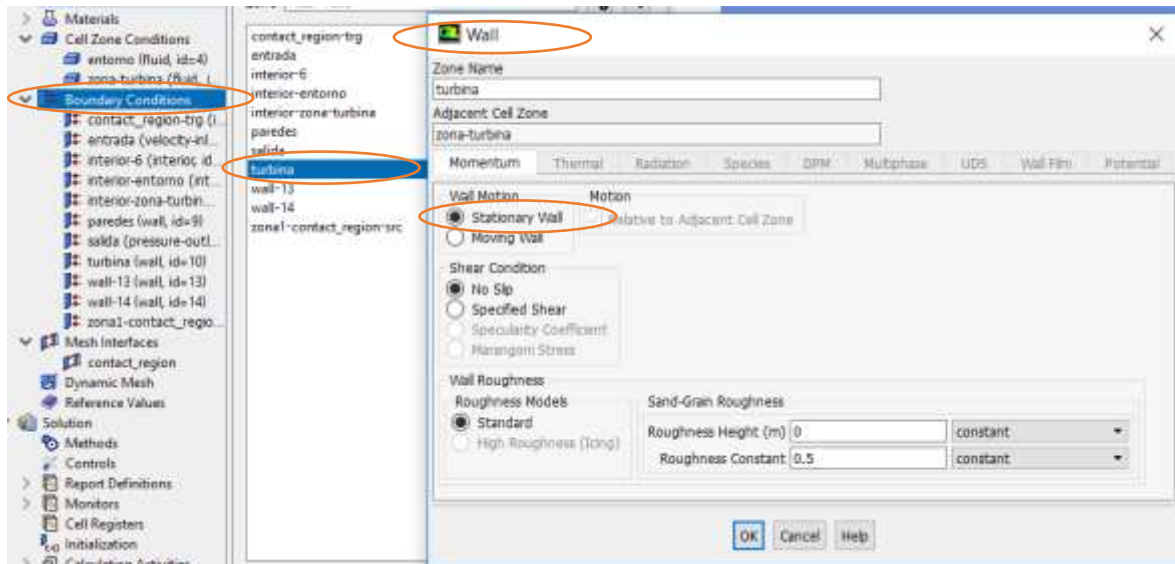 Materials
Cell Zone Conditions
entorno (fluid, id=4)
zona-turbina (fluid, i...
Boundary Conditions
contact_region-trg (i
entrada (velocity-inl...
interior-6 (interior, id...
interior-entorno (int...
interior-zona-turbin...
paredes (wall, id=9)
salida (pressure-outl...
turbina (wall, id=10)
wall-13 (wall, id=13)
wall-14 (wall, id=14)
zona1-contact_regio...
Mesh Interfaces
contact_region
Dynamic Mesh
Reference Values
Solution
Methods
Controls
Report Definitions
Monitors
Cell Registers
Initialization
Calculation Activities
contact_region-trg
entrada
interior-6
interior-entorno
interior-zona-turbina
paredes
salida
turbina
wall-13
wall-14
zona1-contact_region-src
Wall
Zone Name
turbina
Adjacent Cell Zone
zona-turbina
Momentum Thermal Radiation Species DPM Multiphase UDS Wall Film Potential
Wall Motion Motion
Stationary Wall Relative to Adjacent Cell Zone
Moving Wall
Shear Condition
No Slip
Specified Shear
Specularity Coefficient
Marangoni Stress
Wall Roughness
Roughness Models Sand-Grain Roughness
Standard
High Roughness (Icing)
Roughness Height (m) 0 constant
Roughness Constant 0.5 constant
OK Cancel Help